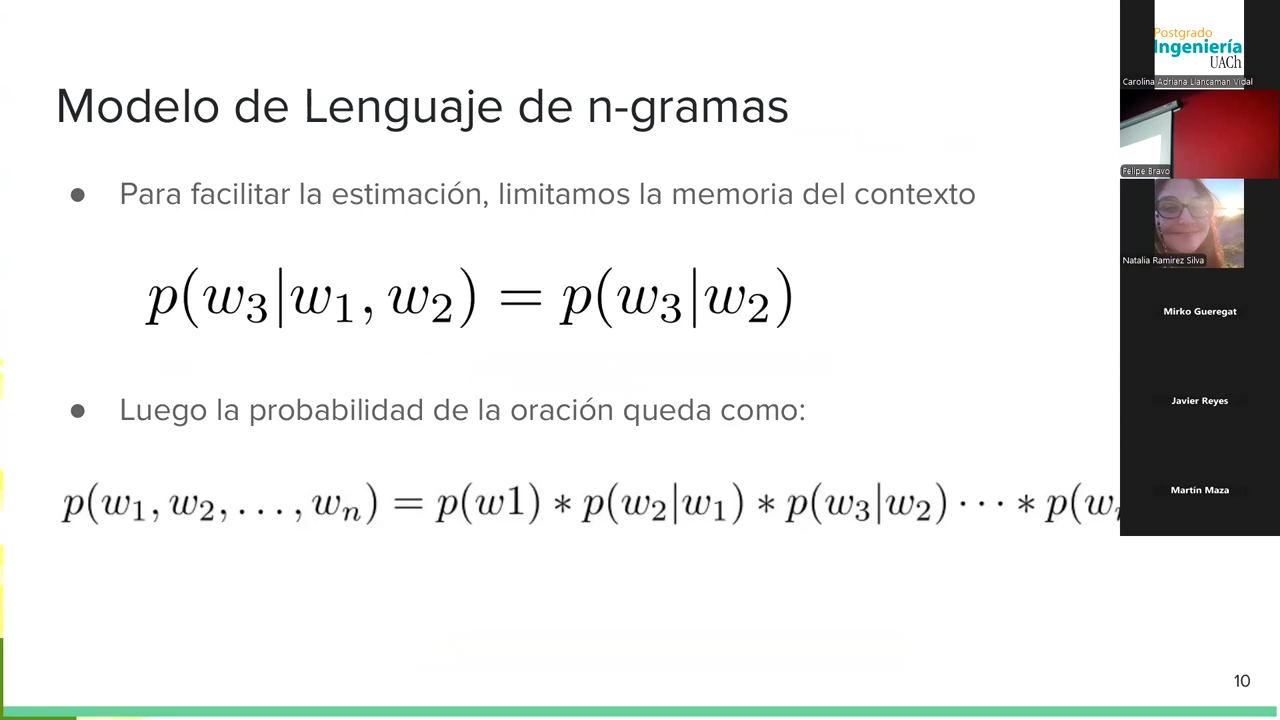 Modelo de Lenguaje de n-gramas
● Para facilitar la estimación, limitamos la memoria del contexto
p(w₃|w₁, w₂) = p(w₃|w₂)
● Luego la probabilidad de la oración queda como:
p(w₁, w₂, . . . , wₙ) = p(w1) ∗ p(w₂|w₁) ∗ p(w₃|w₂) · · · ∗ p(w
10
Postgrado
Ingeniería
UACh
Carolina Adriana Llancaman Vidal
Felipe Bravo
Natalia Ramirez Silva
Mirko Gueregat
Javier Reyes
Martín Maza